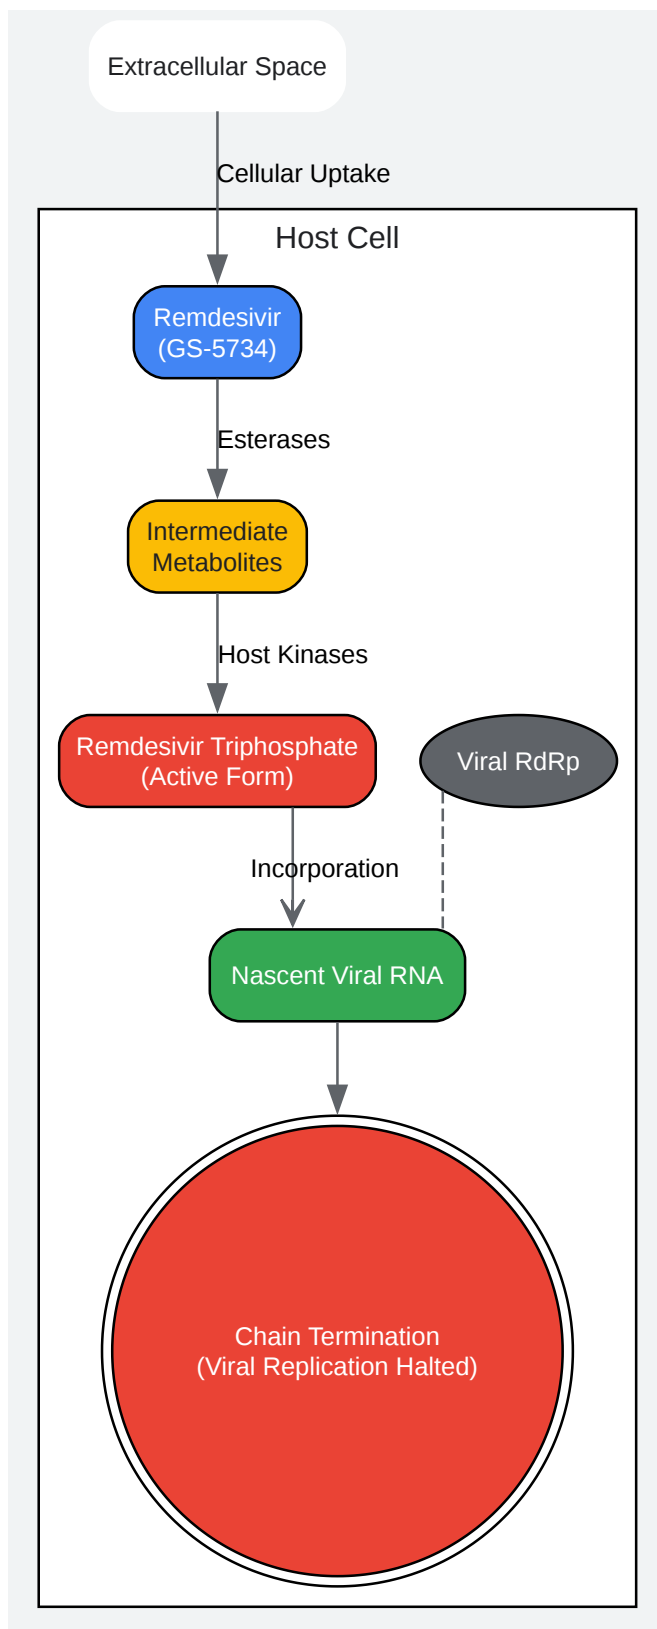 Extracellular Space
Cellular Uptake
Host Cell
Remdesivir
(GS-5734)
Esterases
Intermediate
Metabolites
Host Kinases
Remdesivir Triphosphate
(Active Form)
Viral RdRp
Incorporation
Nascent Viral RNA
Chain Termination
(Viral Replication Halted)